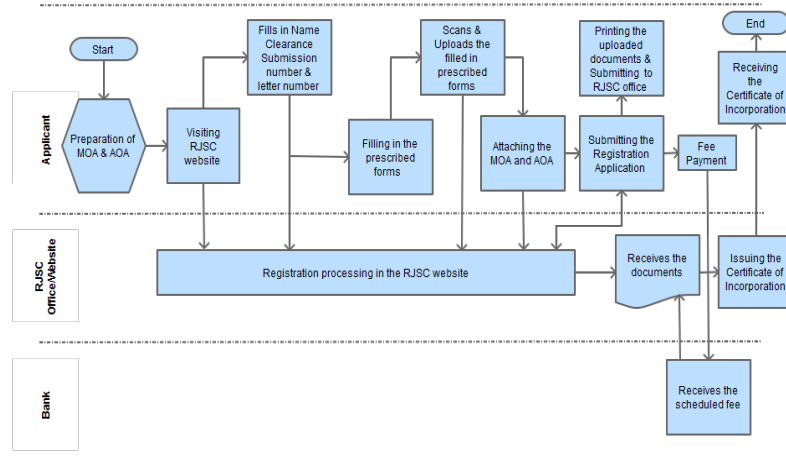 Start
Preparation of
MOA & AOA
Visiting
RJSC
website
Fills in Name
Clearance
Submission
number &
letter number
Filling in the
prescribed
forms
Scans &
Uploads the
filled in
prescribed forms
Attaching the
MOA and AOA
Printing the
uploaded
documents &
Submitting to
RJSC office
Submitting the
Registration
Application
Fee
Payment
End
Receiving
the
Certificate of
Incorporation
Applicant
RJSC
Office/Website
Registration processing in the RJSC website
Receives the
documents
Issuing the
Certificate of
Incorporation
Bank
Receives the
scheduled fee